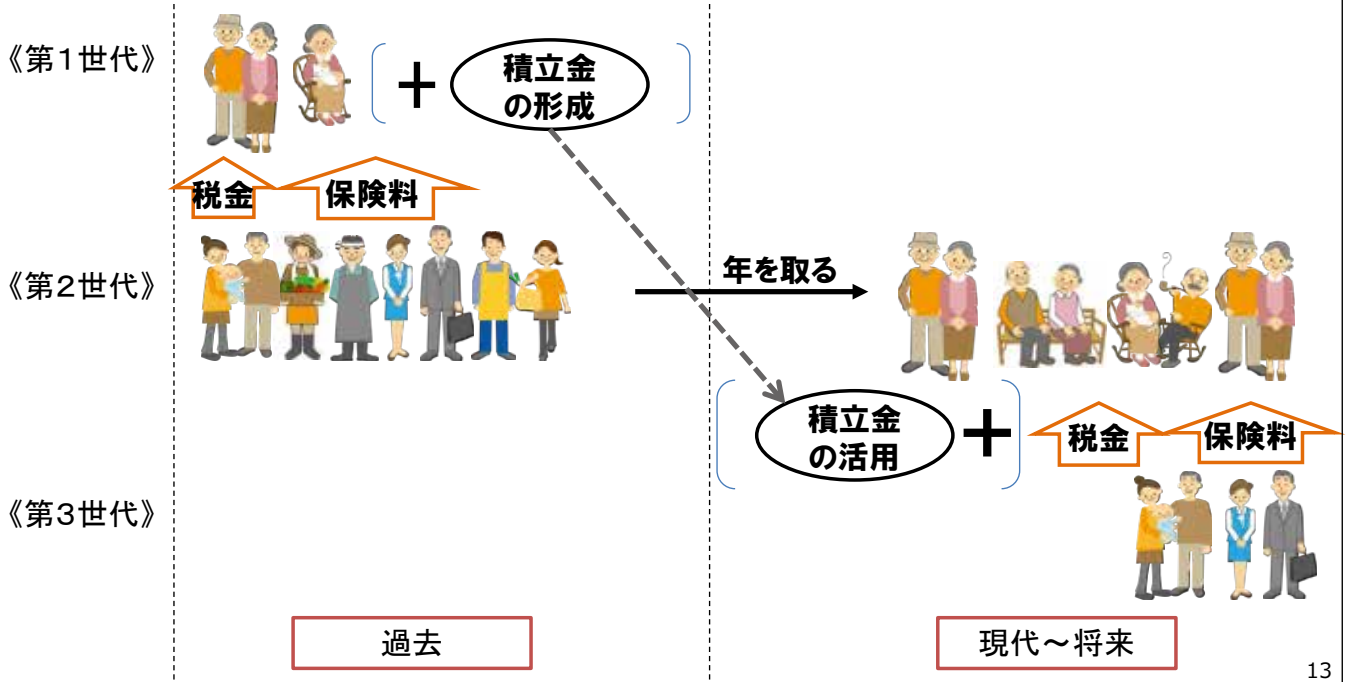 《第1世代》
＋
積立金
の形成
税金
保険料
《第2世代》
年を取る
積立金
の活用
＋
税金
保険料
《第3世代》
過去
現代～将来
13